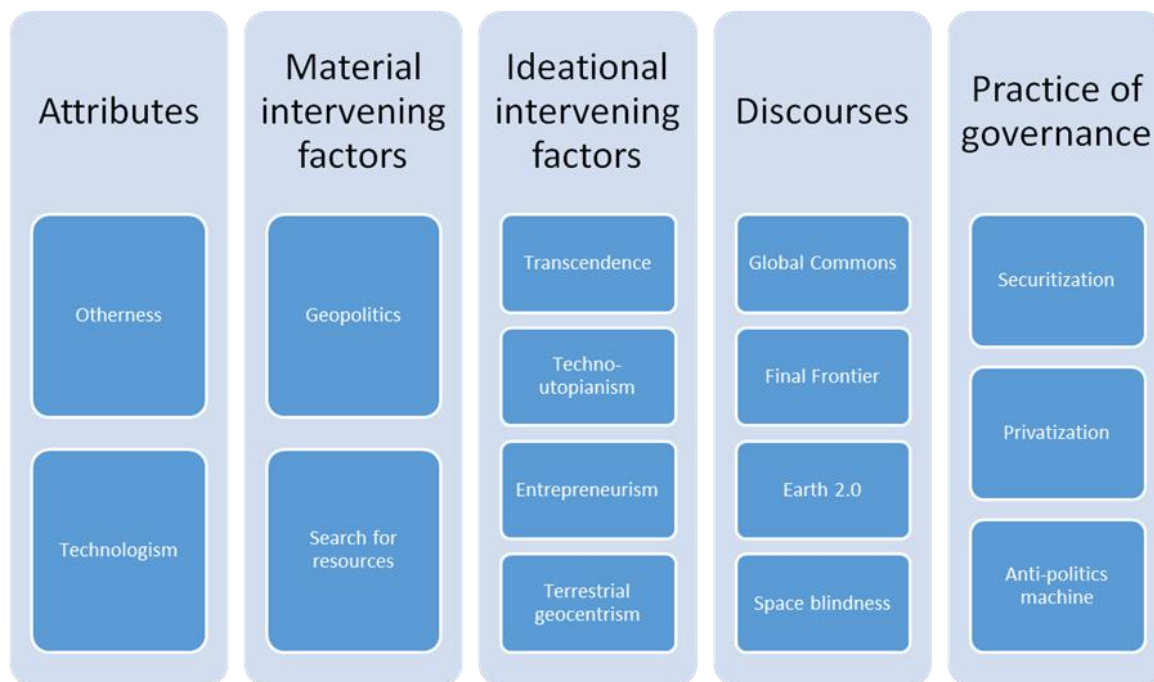 Attributes
Otherness
Technologism
Material
intervening
factors
Geopolitics
Search for
resources
Ideational
intervening
factors
Transcendence
Techno-
utopianism
Entrepreneurism
Terrestrial
geocentrism
Discourses
Global Commons
Final Frontier
Earth 2.0
Space blindness
Practice of
governance
Securitization
Privatization
Anti-politics
machine